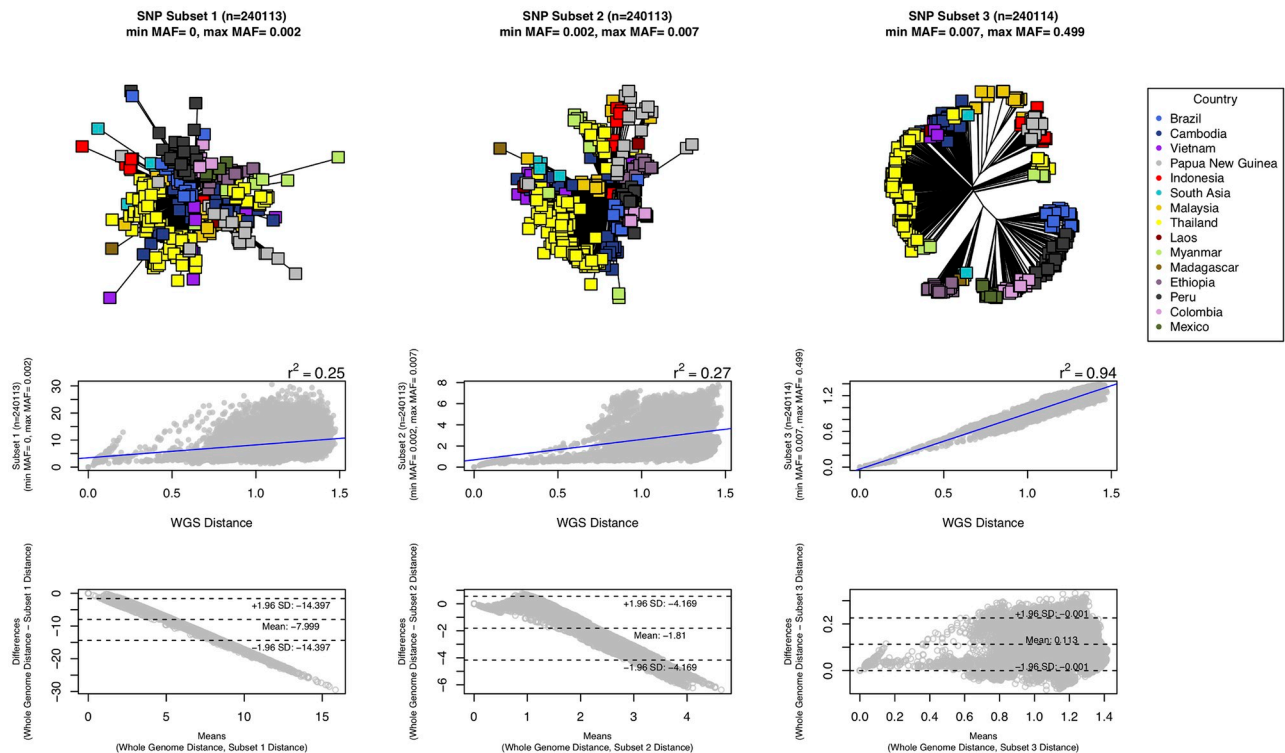 SNP Subset 1 (n=240113)
min MAF= 0, max MAF= 0.002
SNP Subset 2 (n=240113)
min MAF= 0.002, max MAF= 0.007
SNP Subset 3 (n=240114)
min MAF= 0.007, max MAF= 0.499
Country
Brazil
Cambodia
Vietnam
Papua New Guinea
Indonesia
South Asia
Malaysia
Thailand
Laos
Myanmar
Madagascar
Ethiopia
Peru
Colombia
Mexico
r² = 0.25
Subset 1 (n=240113)
(min MAF= 0, max MAF= 0.002)
0 10 20 30
0.0 0.5 1.0 1.5
WGS Distance
r² = 0.27
Subset 2 (n=240113)
(min MAF= 0.002, max MAF= 0.007)
0 2 4 6 8
0.0 0.5 1.0 1.5
WGS Distance
r² = 0.94
Subset 3 (n=240114)
(min MAF= 0.007, max MAF= 0.499)
0.0 0.6 1.2
0.0 0.5 1.0 1.5
WGS Distance
Differences
(Whole Genome Distance − Subset 1 Distance)
−30 −20 −10 0
+1.96 SD: −14.397
Mean: −7.999
−1.96 SD: −14.397
0 5 10 15
Means
(Whole Genome Distance, Subset 1 Distance)
Differences
(Whole Genome Distance − Subset 2 Distance)
−6 −4 −2 0
+1.96 SD: −4.169
Mean: −1.81
−1.96 SD: −4.169
0 1 2 3 4
Means
(Whole Genome Distance, Subset 2 Distance)
Differences
(Whole Genome Distance − Subset 3 Distance)
0.0 0.2
+1.96 SD: −0.001
Mean: 0.113
−1.96 SD: −0.001
0.0 0.2 0.4 0.6 0.8 1.0 1.2 1.4
Means
(Whole Genome Distance, Subset 3 Distance)